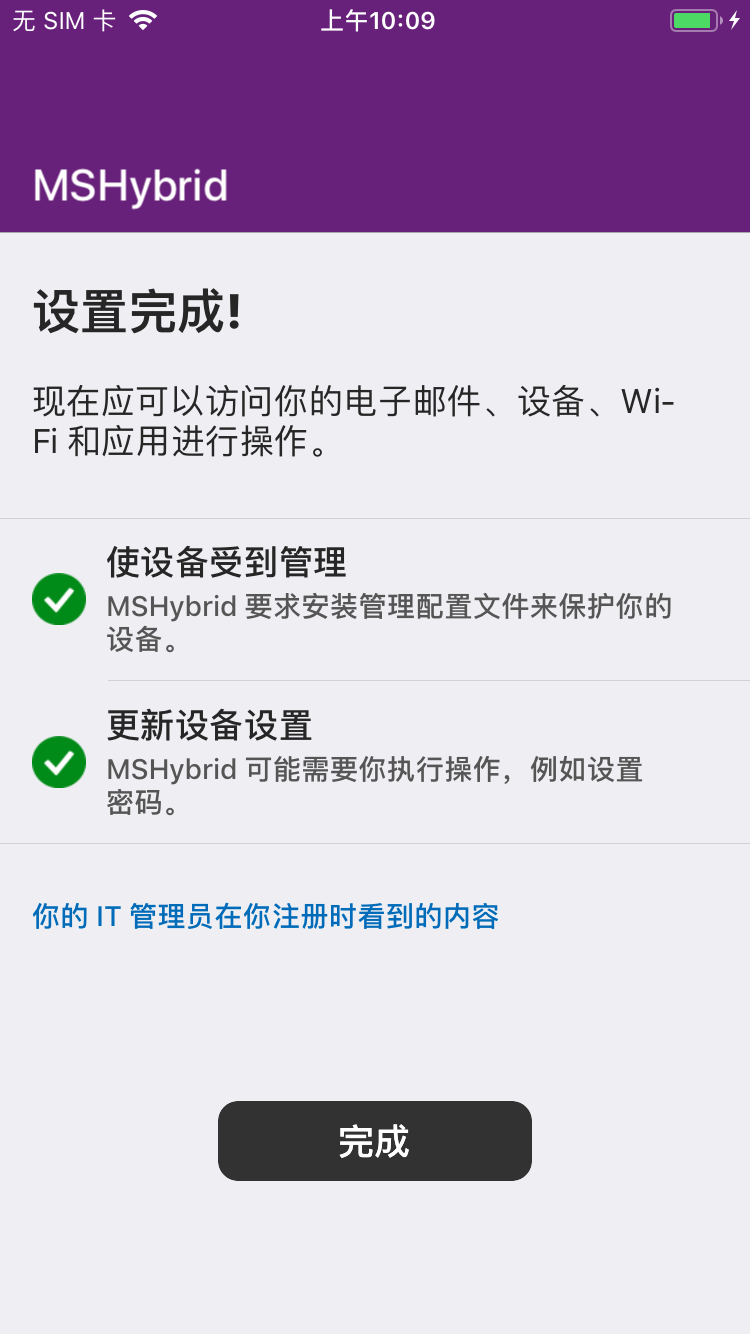 无 SIM 卡 上午10:09
MSHybrid
设置完成!
现在应可以访问你的电子邮件、设备、Wi-
Fi 和应用进行操作。
使设备受到管理
MSHybrid 要求安装管理配置文件来保护你的
设备。
更新设备设置
MSHybrid 可能需要你执行操作，例如设置
密码。
你的 IT 管理员在你注册时看到的内容
完成